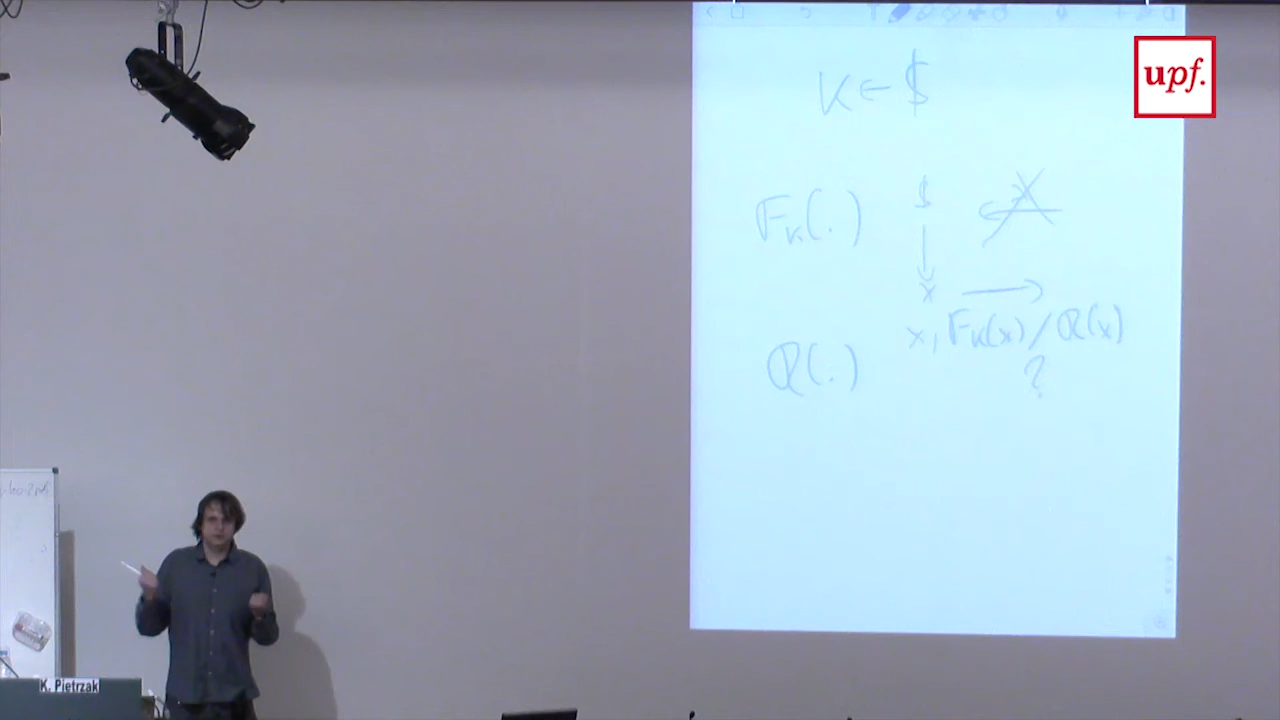 upf.
K ← $
F_K(.) $
x
x, F_K(x) / R(x)
R(.) ?
K. Pietrzak